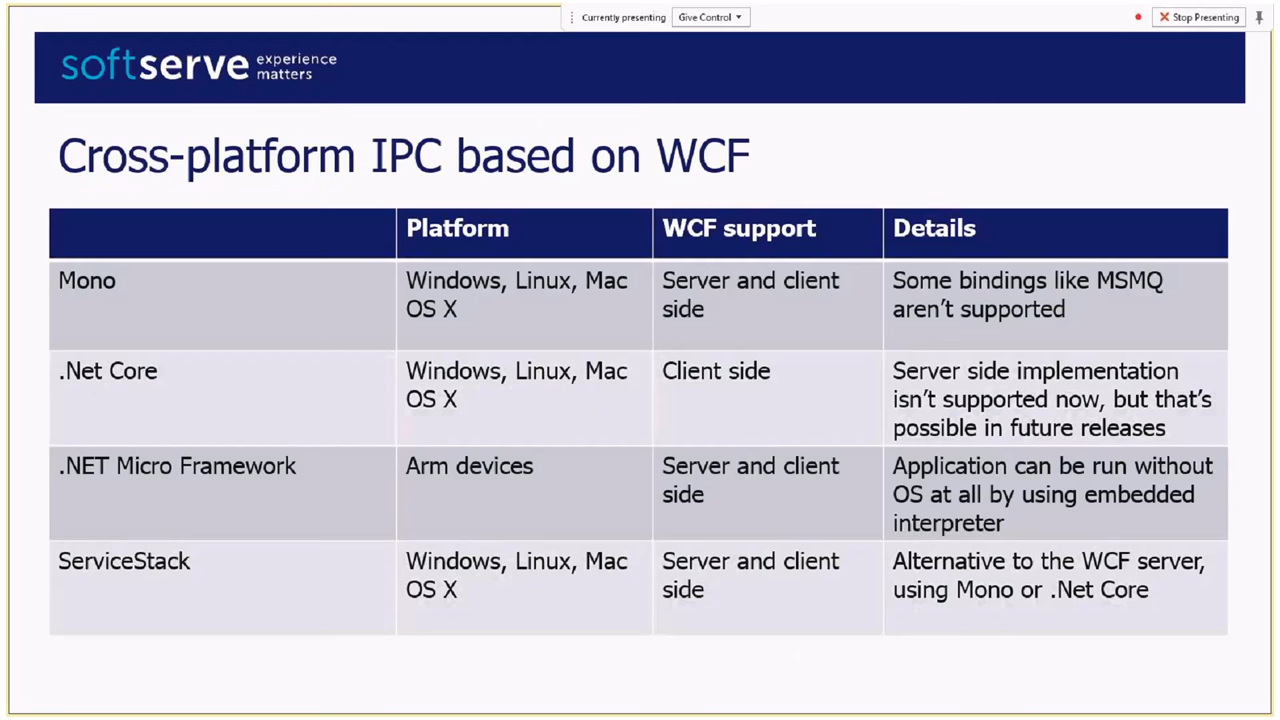 Currently presenting Give Control Stop Presenting
softserve experience
matters
Cross-platform IPC based on WCF
Platform WCF support Details
Mono Windows, Linux, Mac Server and client Some bindings like MSMQ
OS X side aren't supported
.Net Core Windows, Linux, Mac Client side Server side implementation
OS X isn't supported now, but that's
possible in future releases
.NET Micro Framework Arm devices Server and client Application can be run without
side OS at all by using embedded
interpreter
ServiceStack Windows, Linux, Mac Server and client Alternative to the WCF server,
OS X side using Mono or .Net Core